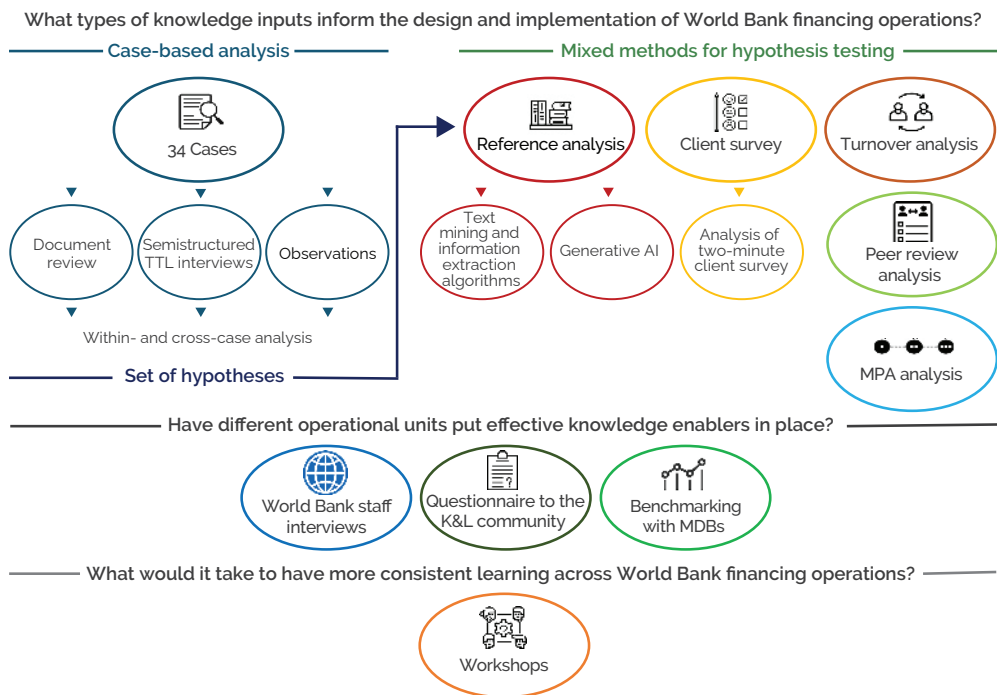 What types of knowledge inputs inform the design and implementation of World Bank financing operations?
Case-based analysis
34 Cases
Document
review
Semistructured
TTL interviews
Observations
Within- and cross-case analysis
Set of hypotheses
Mixed methods for hypothesis testing
Reference analysis
Client survey
Turnover analysis
Text
mining and
information
extraction
algorithms
Generative AI
Analysis of
two-minute
client survey
Peer review
analysis
MPA analysis
Have different operational units put effective knowledge enablers in place?
World Bank staff
interviews
Questionnaire to the
K&L community
Benchmarking
with MDBs
What would it take to have more consistent learning across World Bank financing operations?
Workshops